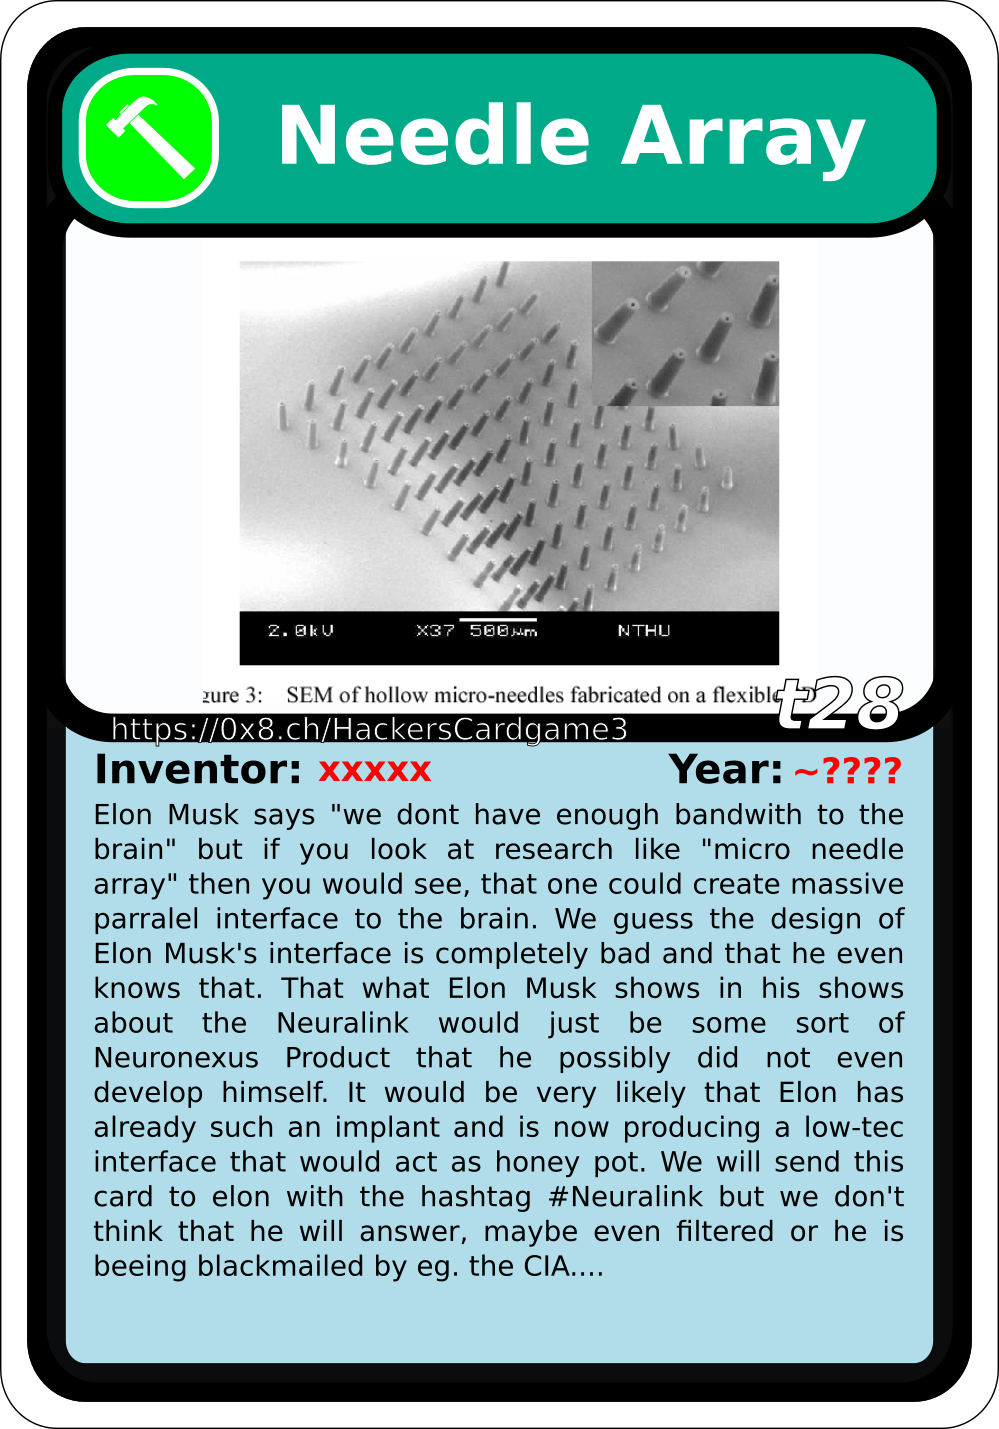 Needle Array
2.0kV X37 500μm NTHU
gure 3: SEM of hollow micro-needles fabricated on a flexible
t28
https://0x8.ch/HackersCardgame3
Inventor: xxxxx Year: ~????
Elon Musk says "we dont have enough bandwith to the
brain" but if you look at research like "micro needle
array" then you would see, that one could create massive
parralel interface to the brain. We guess the design of
Elon Musk's interface is completely bad and that he even
knows that. That what Elon Musk shows in his shows
about the Neuralink would just be some sort of
Neuronexus Product that he possibly did not even
develop himself. It would be very likely that Elon has
already such an implant and is now producing a low-tec
interface that would act as honey pot. We will send this
card to elon with the hashtag #Neuralink but we don't
think that he will answer, maybe even filtered or he is
beeing blackmailed by eg. the CIA....